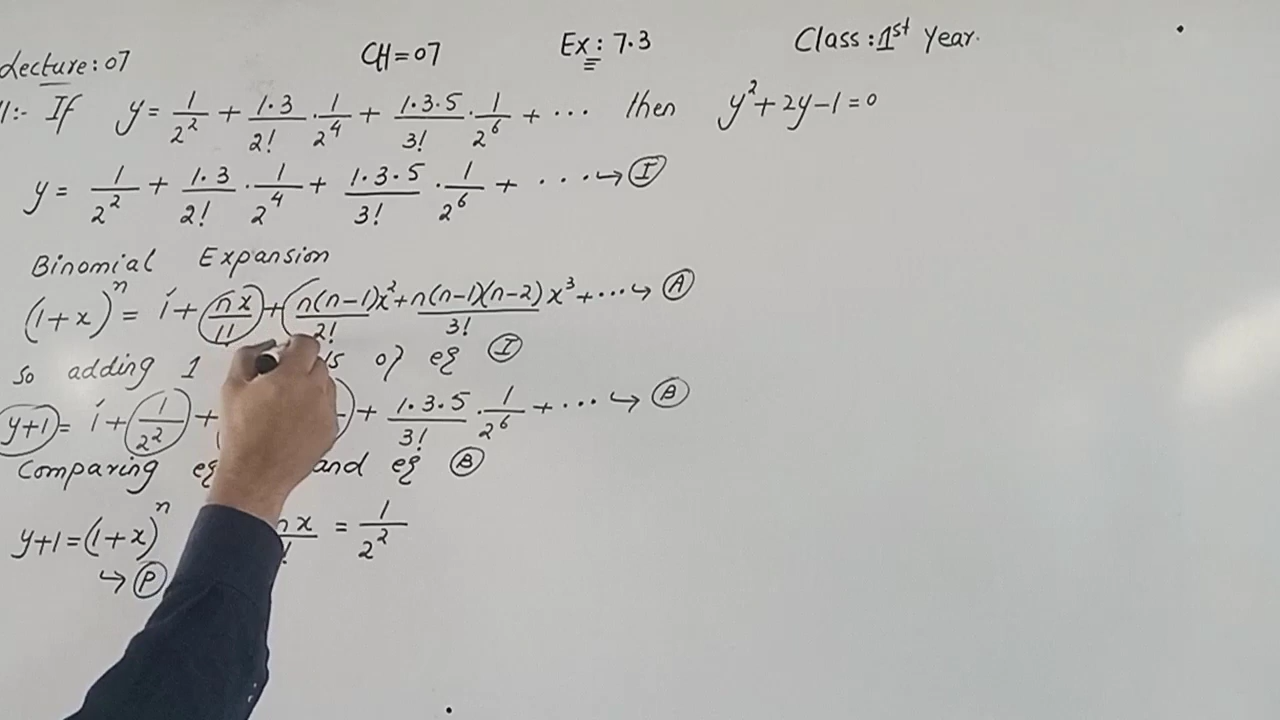 Lecture: 07 CH=07 Ex: 7.3 Class: 1st Year.
1:- If y = 1/2² + 1·3/2! · 1/2⁴ + 1·3·5/3! · 1/2⁶ + ... then y² + 2y - 1 = 0
y = 1/2² + 1·3/2! · 1/2⁴ + 1·3·5/3! · 1/2⁶ + ... ↪ (I)
Binomial Expansion
(1+x)ⁿ = 1 + nx/1! + n(n-1)x²/2! + n(n-1)(n-2)/3! x³ + ... ↪ (A)
So adding 1 of eq (I)
y+1 = 1 + 1/2² + + 1·3·5/3! · 1/2⁶ + ... ↪ (B)
Comparing eq and eq (B)
y+1 = (1+x)ⁿ nx/! = 1/2²
↪ (P)